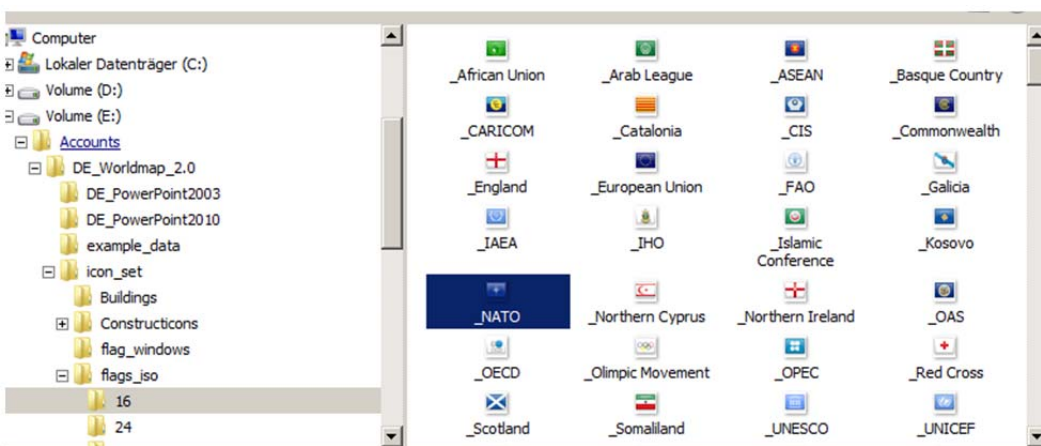 Computer
Lokaler Datenträger (C:)
Volume (D:)
Volume (E:)
Accounts
DE_Worldmap_2.0
DE_PowerPoint2003
DE_PowerPoint2010
example_data
icon_set
Buildings
Constructicons
flag_windows
flags_iso
16
24
_African Union _Arab League _ASEAN _Basque Country
_CARICOM _Catalonia _CIS _Commonwealth
_England _European Union _FAO _Galicia
_IAEA _IHO _Islamic Conference _Kosovo
_NATO _Northern Cyprus _Northern Ireland _OAS
_OECD _Olimpic Movement _OPEC _Red Cross
_Scotland _Somaliland _UNESCO _UNICEF